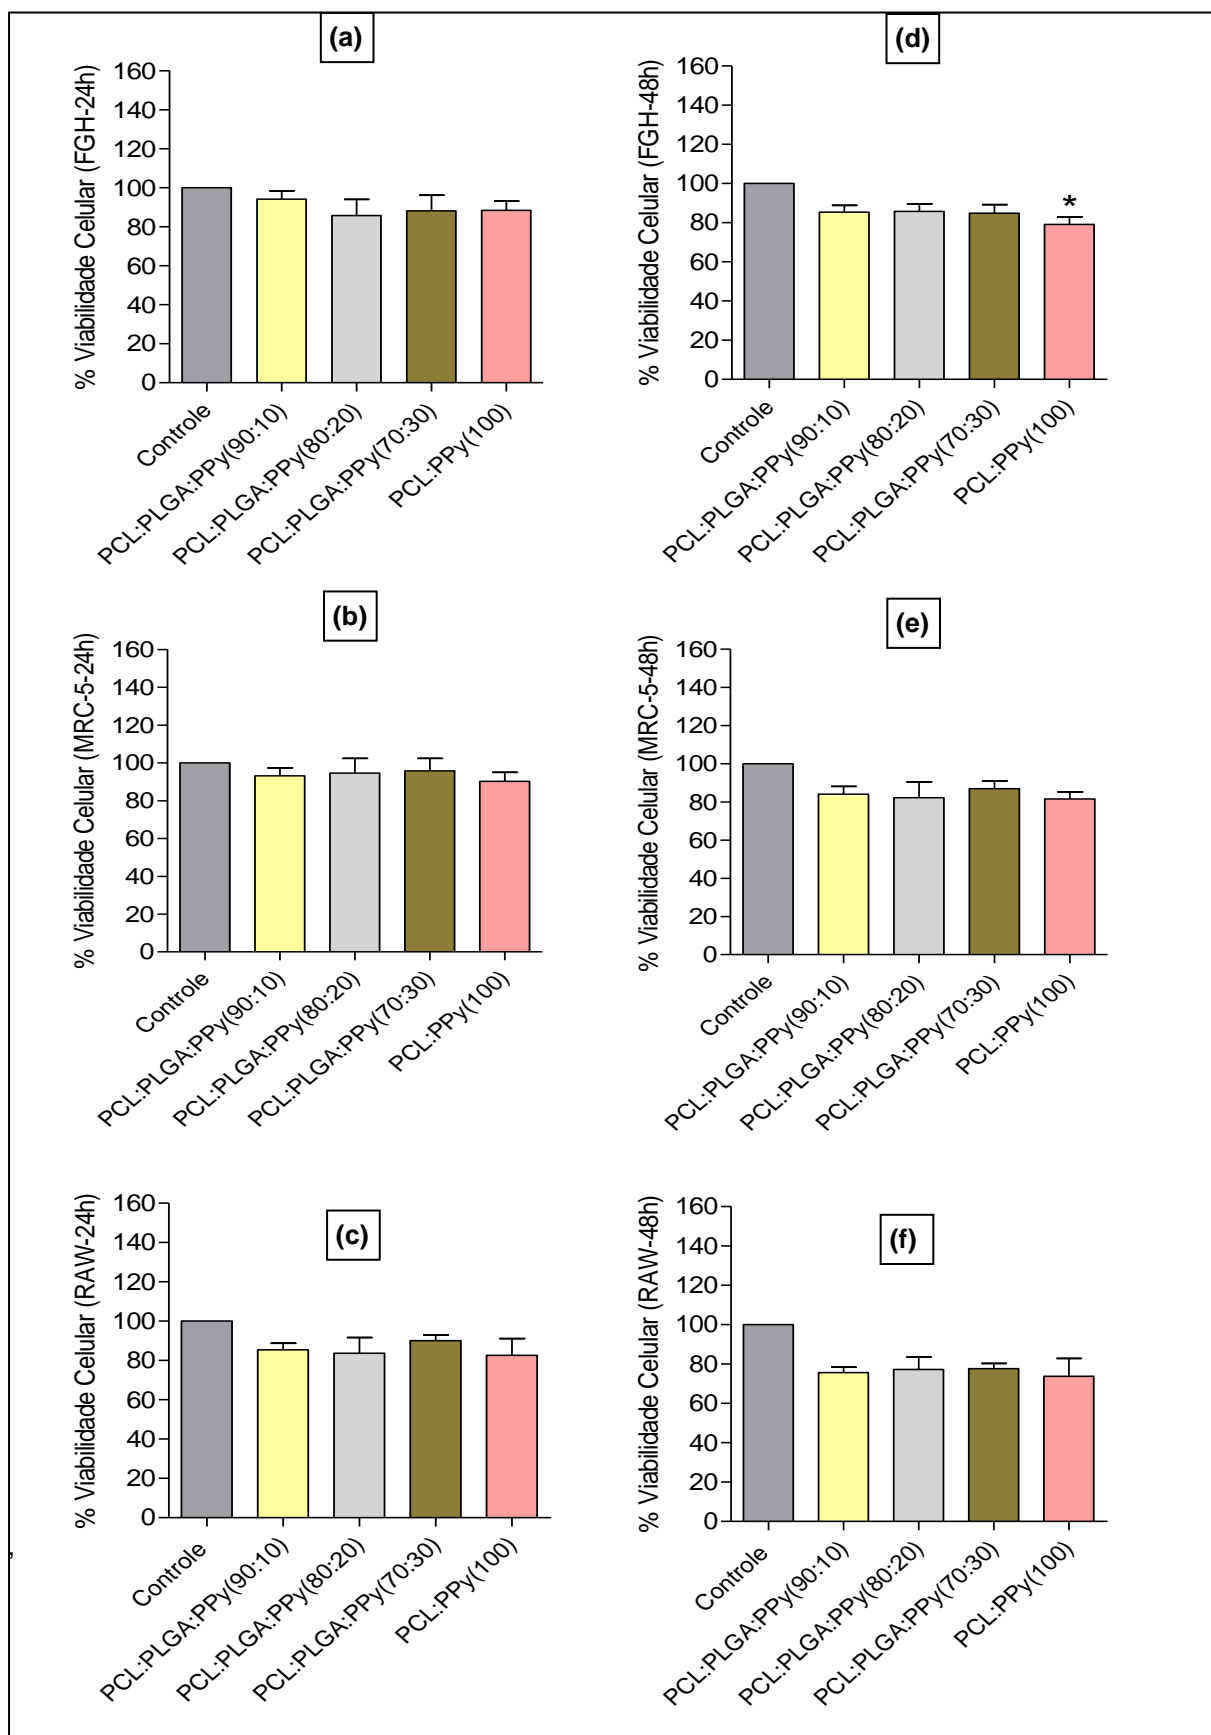 (a)
% Viabilidade Celular (FGH-24h)
160
140
120
100
80
60
40
20
0
Controle
PCL:PLGA:PPy(90:10)
PCL:PLGA:PPy(80:20)
PCL:PLGA:PPy(70:30)
PCL:PPy(100)
(d)
% Viabilidade Celular (FGH-48h)
160
140
120
100
80
60
40
20
0
*
Controle
PCL:PLGA:PPy(90:10)
PCL:PLGA:PPy(80:20)
PCL:PLGA:PPy(70:30)
PCL:PPy(100)
(b)
% Viabilidade Celular (MRC-5-24h)
160
140
120
100
80
60
40
20
0
Controle
PCL:PLGA:PPy(90:10)
PCL:PLGA:PPy(80:20)
PCL:PLGA:PPy(70:30)
PCL:PPy(100)
(e)
% Viabilidade Celular (MRC-5-48h)
160
140
120
100
80
60
40
20
0
Controle
PCL:PLGA:PPy(90:10)
PCL:PLGA:PPy(80:20)
PCL:PLGA:PPy(70:30)
PCL:PPy(100)
(c)
% Viabilidade Celular (RAW-24h)
160
140
120
100
80
60
40
20
0
Controle
PCL:PLGA:PPy(90:10)
PCL:PLGA:PPy(80:20)
PCL:PLGA:PPy(70:30)
PCL:PPy(100)
(f)
% Viabilidade Celular (RAW-48h)
160
140
120
100
80
60
40
20
0
Controle
PCL:PLGA:PPy(90:10)
PCL:PLGA:PPy(80:20)
PCL:PLGA:PPy(70:30)
PCL:PPy(100)
,